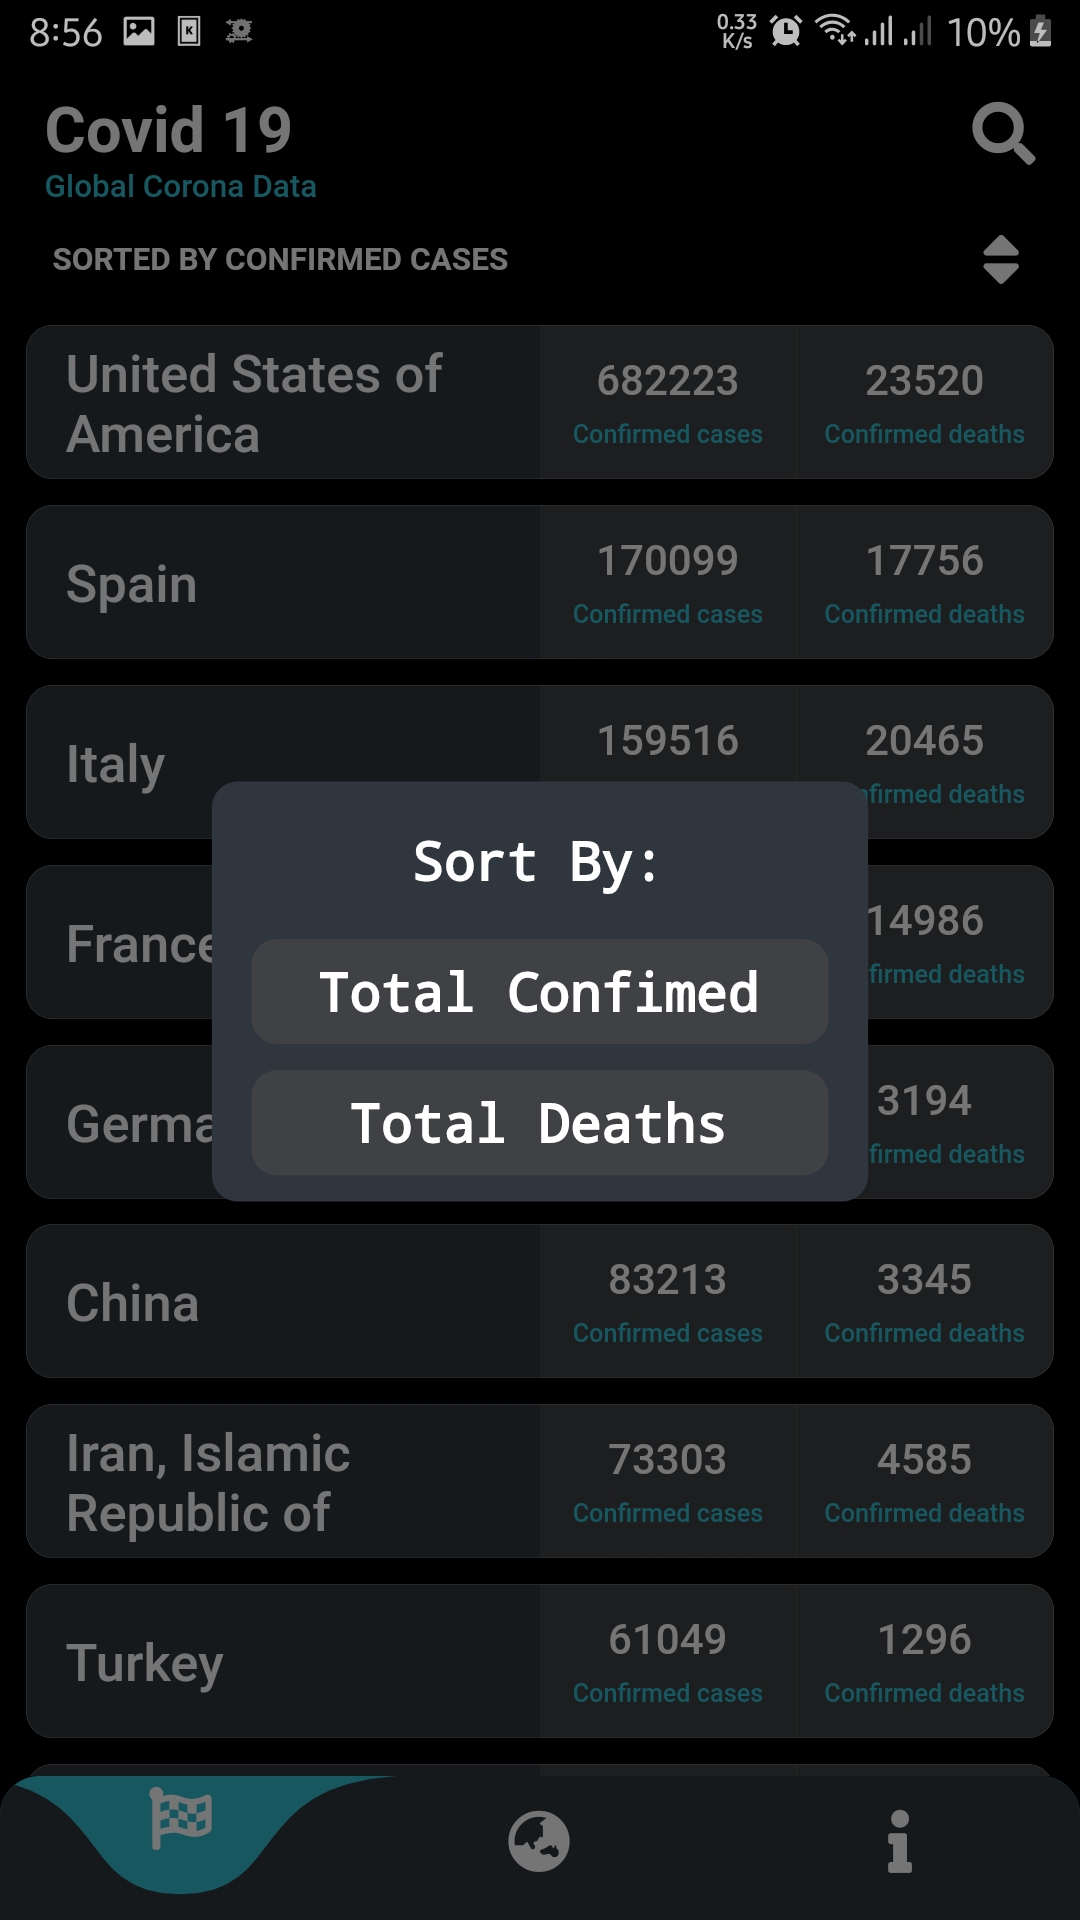 8:56
0.33
K/s
10%
Covid 19
Global Corona Data
SORTED BY CONFIRMED CASES
United States of
America
682223
Confirmed cases
23520
Confirmed deaths
Spain
170099
Confirmed cases
17756
Confirmed deaths
Italy
159516
20465
firmed deaths
France
14986
firmed deaths
Germa
3194
firmed deaths
Sort By:
Total Confimed
Total Deaths
China
83213
Confirmed cases
3345
Confirmed deaths
Iran, Islamic
Republic of
73303
Confirmed cases
4585
Confirmed deaths
Turkey
61049
Confirmed cases
1296
Confirmed deaths